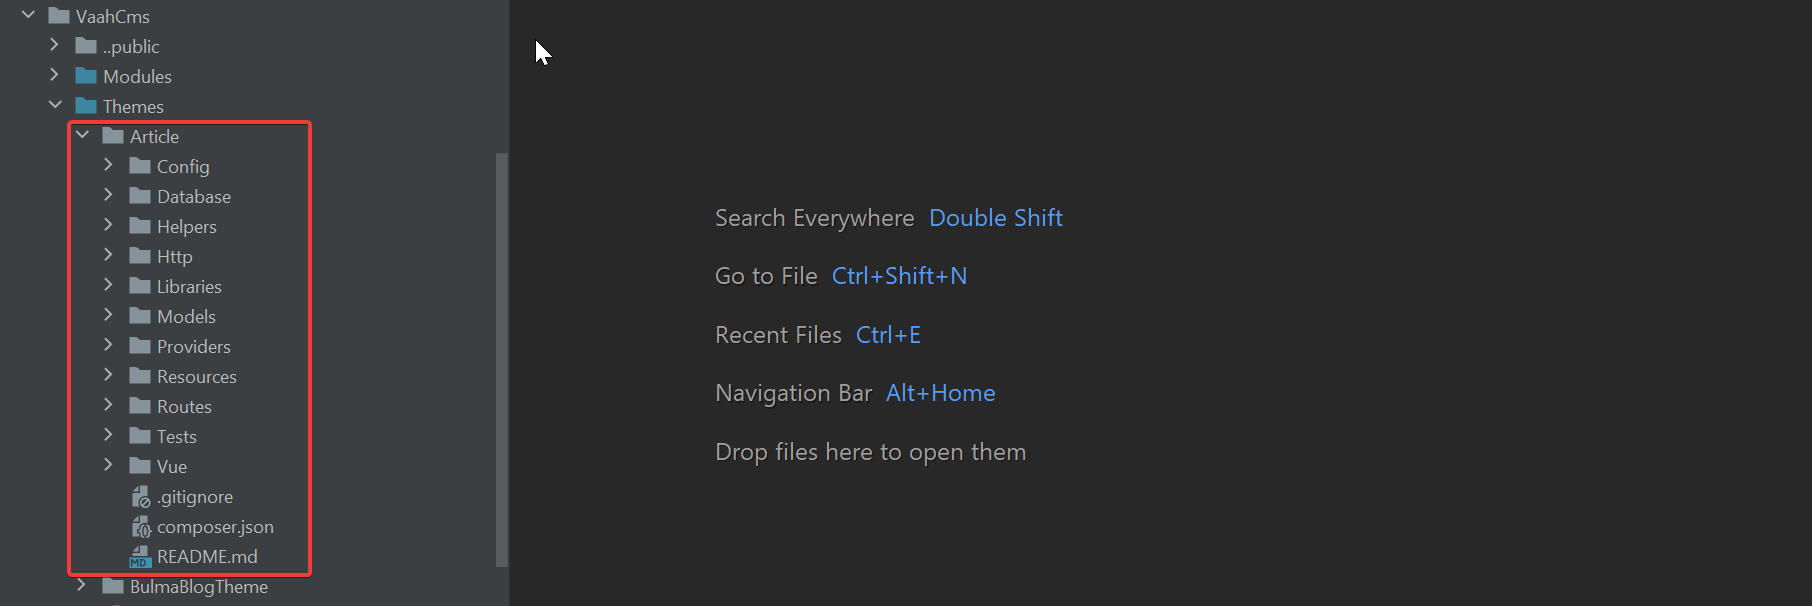 VaahCms
..public
Modules
Themes
Article
Config
Database
Helpers
Http
Libraries
Models
Providers
Resources
Routes
Tests
Vue
.gitignore
composer.json
README.md
BulmaBlogTheme
Search Everywhere Double Shift
Go to File Ctrl+Shift+N
Recent Files Ctrl+E
Navigation Bar Alt+Home
Drop files here to open them